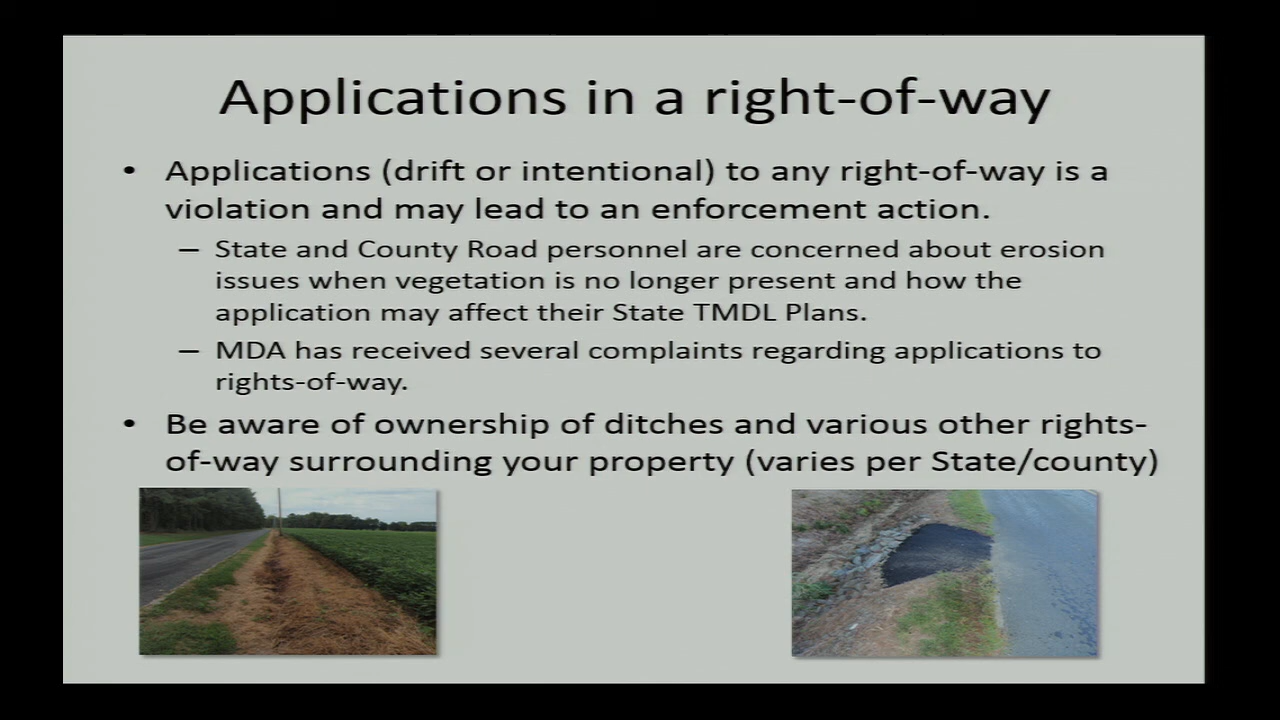 Applications in a right-of-way
• Applications (drift or intentional) to any right-of-way is a
violation and may lead to an enforcement action.
– State and County Road personnel are concerned about erosion
issues when vegetation is no longer present and how the
application may affect their State TMDL Plans.
– MDA has received several complaints regarding applications to
rights-of-way.
• Be aware of ownership of ditches and various other rights-
of-way surrounding your property (varies per State/county)